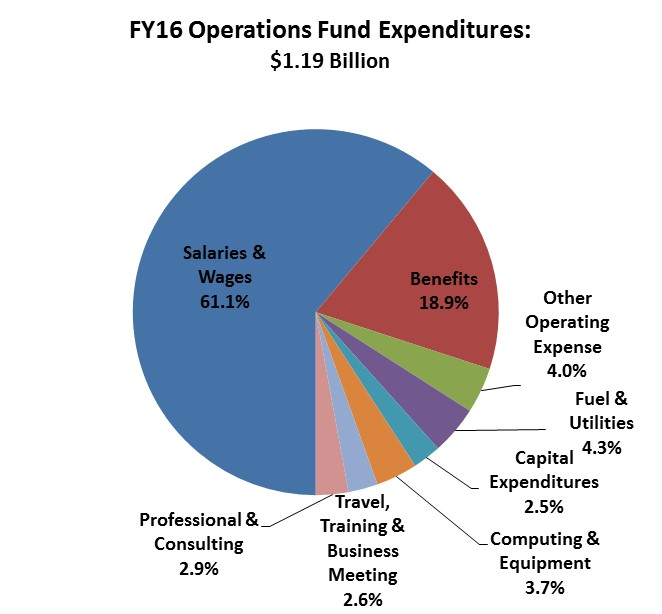 FY16 Operations Fund Expenditures:
$1.19 Billion
Salaries &
Wages
61.1%
Benefits
18.9%
Other
Operating
Expense
4.0%
Fuel &
Utilities
4.3%
Capital
Expenditures
2.5%
Computing &
Equipment
3.7%
Travel,
Training &
Business
Meeting
2.6%
Professional &
Consulting
2.9%